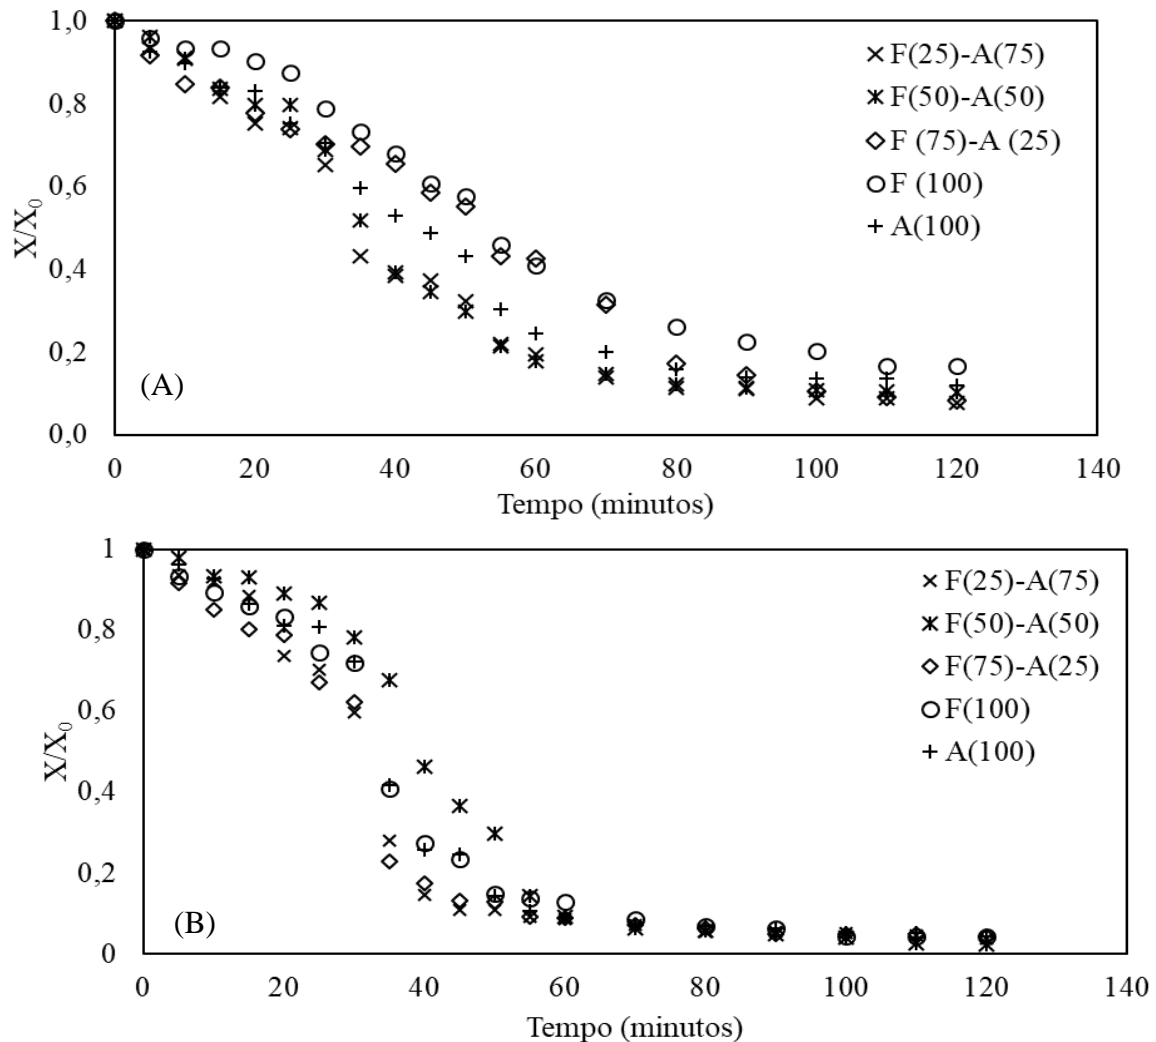 1,0
0,8
0,6
0,4
0,2
0,0
X/X₀
F(25)-A(75)
F(50)-A(50)
F (75)-A (25)
F (100)
A(100)
(A)
0 20 40 60 80 100 120 140
Tempo (minutos)
1
0,8
0,6
0,4
0,2
0
X/X₀
F(25)-A(75)
F(50)-A(50)
F(75)-A(25)
F(100)
A(100)
(B)
0 20 40 60 80 100 120 140
Tempo (minutos)